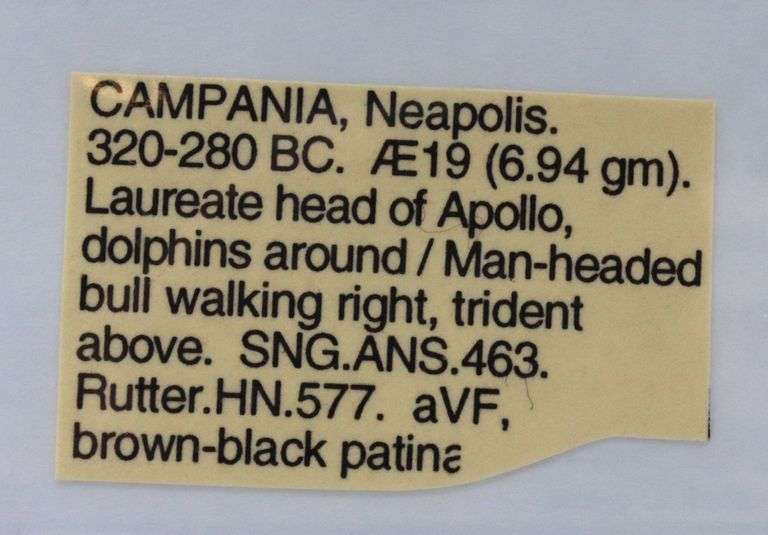 CAMPANIA, Neapolis.
320-280 BC.  Æ19 (6.94 gm).
Laureate head of Apollo,
dolphins around / Man-headed
bull walking right, trident
above.  SNG.ANS.463.
Rutter.HN.577.  aVF,
brown-black patina